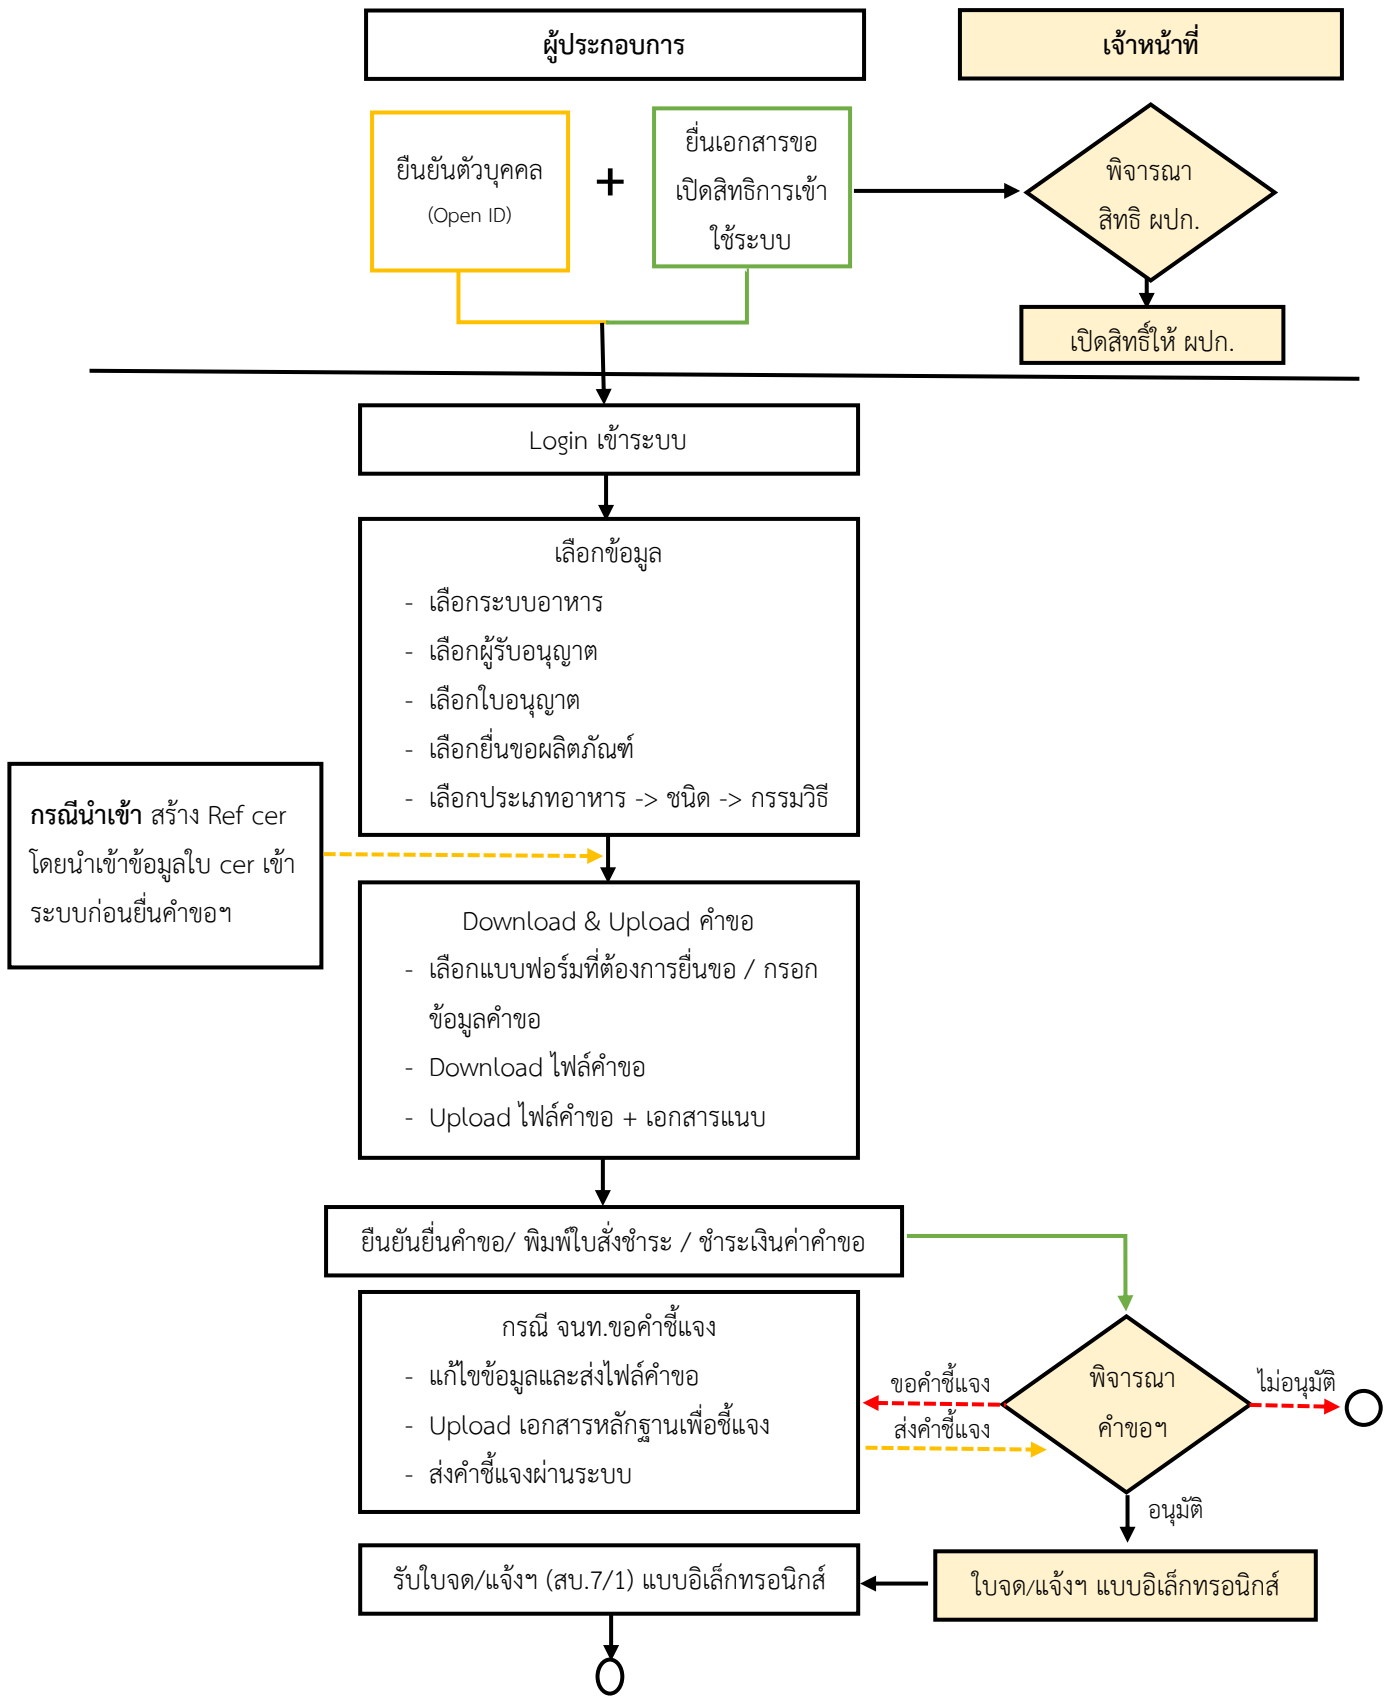 ผู้ประกอบการ
เจ้าหน้าที่
ยืนยันตัวบุคคล
(Open ID)
+
ยื่นเอกสารขอ
เปิดสิทธิการเข้า
ใช้ระบบ
พิจารณา
สิทธิ ผปก.
เปิดสิทธิ์ให้ ผปก.
Login เข้าระบบ
เลือกข้อมูล
- เลือกระบบอาหาร
- เลือกผู้รับอนุญาต
- เลือกใบอนุญาต
- เลือกยื่นขอผลิตภัณฑ์
- เลือกประเภทอาหาร -> ชนิด -> กรรมวิธี
กรณีนำเข้า สร้าง Ref cer
โดยนำเข้าข้อมูลใบ cer เข้า
ระบบก่อนยื่นคำขอฯ
Download & Upload คำขอ
- เลือกแบบฟอร์มที่ต้องการยื่นขอ / กรอก
ข้อมูลคำขอ
- Download ไฟล์คำขอ
- Upload ไฟล์คำขอ + เอกสารแนบ
ยืนยันยื่นคำขอ/ พิมพ์ใบสั่งชำระ / ชำระเงินค่าคำขอ
กรณี จนท.ขอคำชี้แจง
- แก้ไขข้อมูลและส่งไฟล์คำขอ
- Upload เอกสารหลักฐานเพื่อชี้แจง
- ส่งคำชี้แจงผ่านระบบ
ขอคำชี้แจง
ส่งคำชี้แจง
พิจารณา
คำขอฯ
ไม่อนุมัติ
อนุมัติ
รับใบจด/แจ้งฯ (สบ.7/1) แบบอิเล็กทรอนิกส์
ใบจด/แจ้งฯ แบบอิเล็กทรอนิกส์